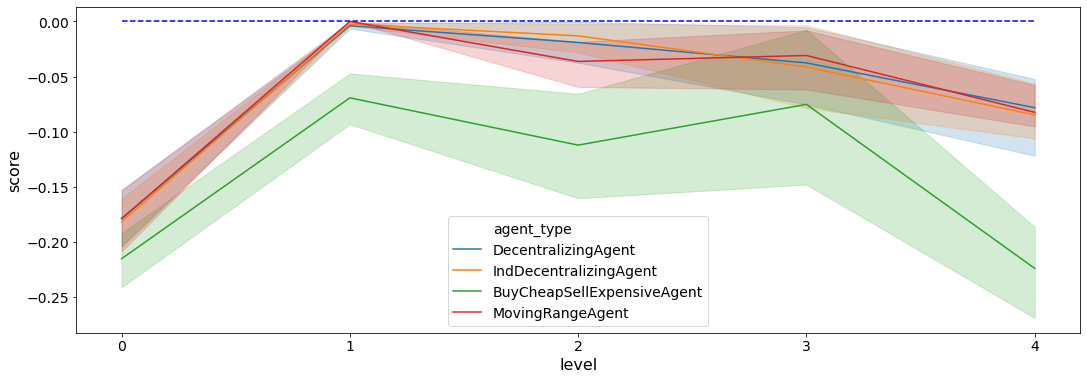 0.00
−0.05
−0.10
−0.15
−0.20
−0.25
score
agent_type
DecentralizingAgent
IndDecentralizingAgent
BuyCheapSellExpensiveAgent
MovingRangeAgent
0 1 2 3 4
level